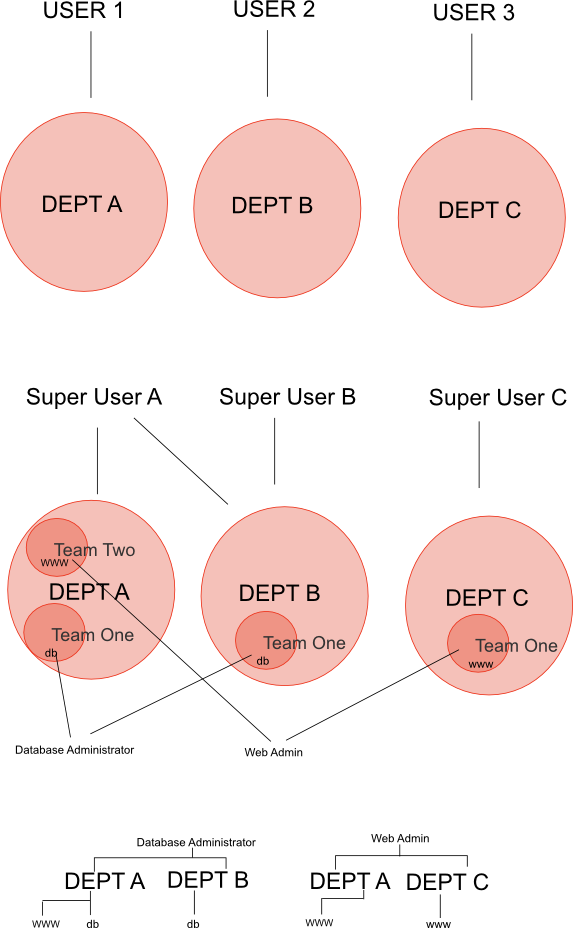 USER 1
USER 2
USER 3
DEPT A
DEPT B
DEPT C
Super User A
Super User B
Super User C
Team Two
www
DEPT A
Team One
db
DEPT B
Team One
db
DEPT C
Team One
www
Database Administrator
Web Admin
Database Administrator
DEPT A
DEPT B
www
db
db
Web Admin
DEPT A
DEPT C
www
www